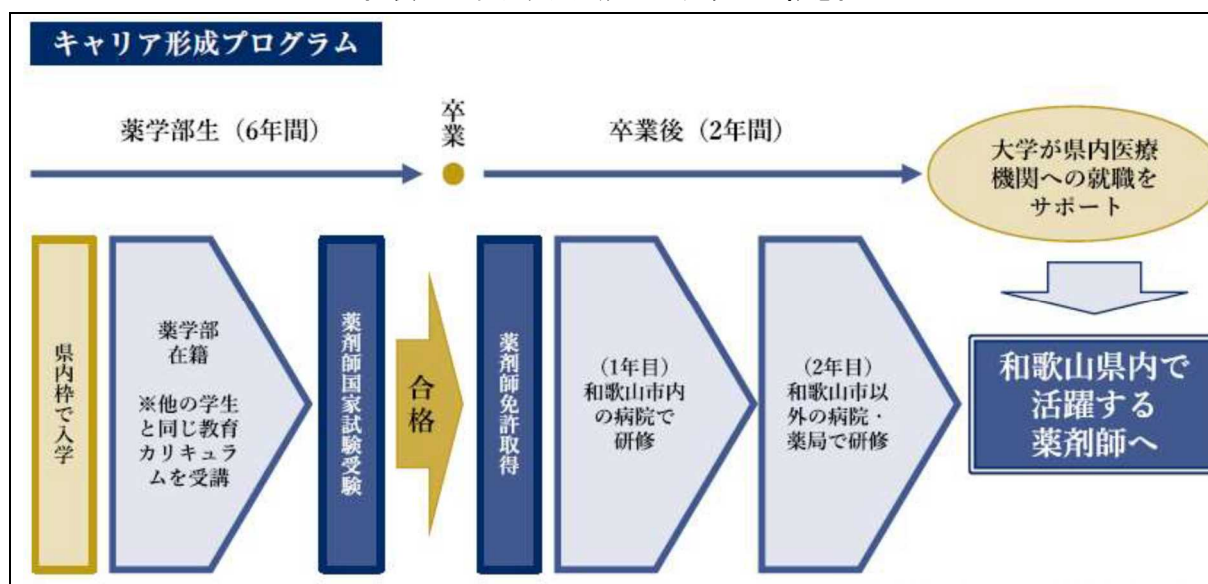 キャリア形成プログラム
薬学部生（6年間）
卒業
卒業後（2年間）
大学が県内医療
機関への就職を
サポート
県内枠で入学
薬学部
在籍
※他の学生
と同じ教育
カリキュラ
ムを受講
薬剤師国家試験受験
合格
薬剤師免許取得
（1年目）
和歌山市内
の病院で
研修
（2年目）
和歌山市以
外の病院・
薬局で研修
和歌山県内で
活躍する
薬剤師へ